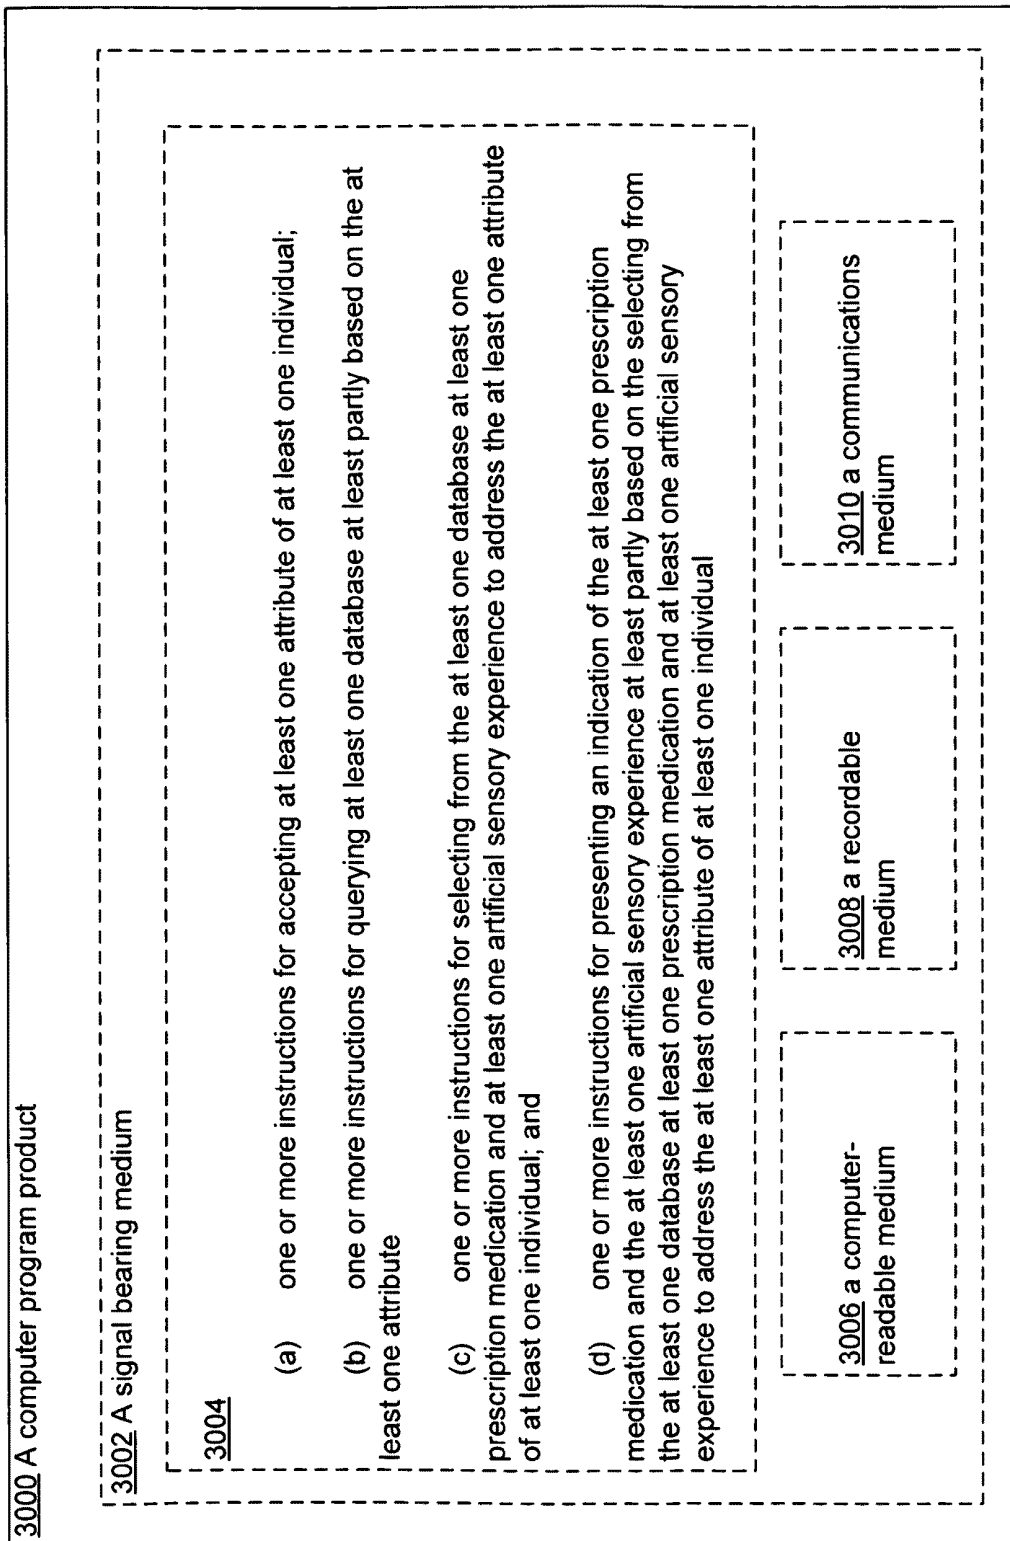 3000 A computer program product
3002 A signal bearing medium
3004
(a) one or more instructions for accepting at least one attribute of at least one individual;
(b) one or more instructions for querying at least one database at least partly based on the at
least one attribute
(c) one or more instructions for selecting from the at least one database at least one
prescription medication and at least one artificial sensory experience to address the at least one attribute
of at least one individual; and
(d) one or more instructions for presenting an indication of the at least one prescription
medication and the at least one artificial sensory experience at least partly based on the selecting from
the at least one database at least one prescription medication and at least one artificial sensory
experience to address the at least one attribute of at least one individual
3006 a computer-
readable medium
3008 a recordable
medium
3010 a communications
medium